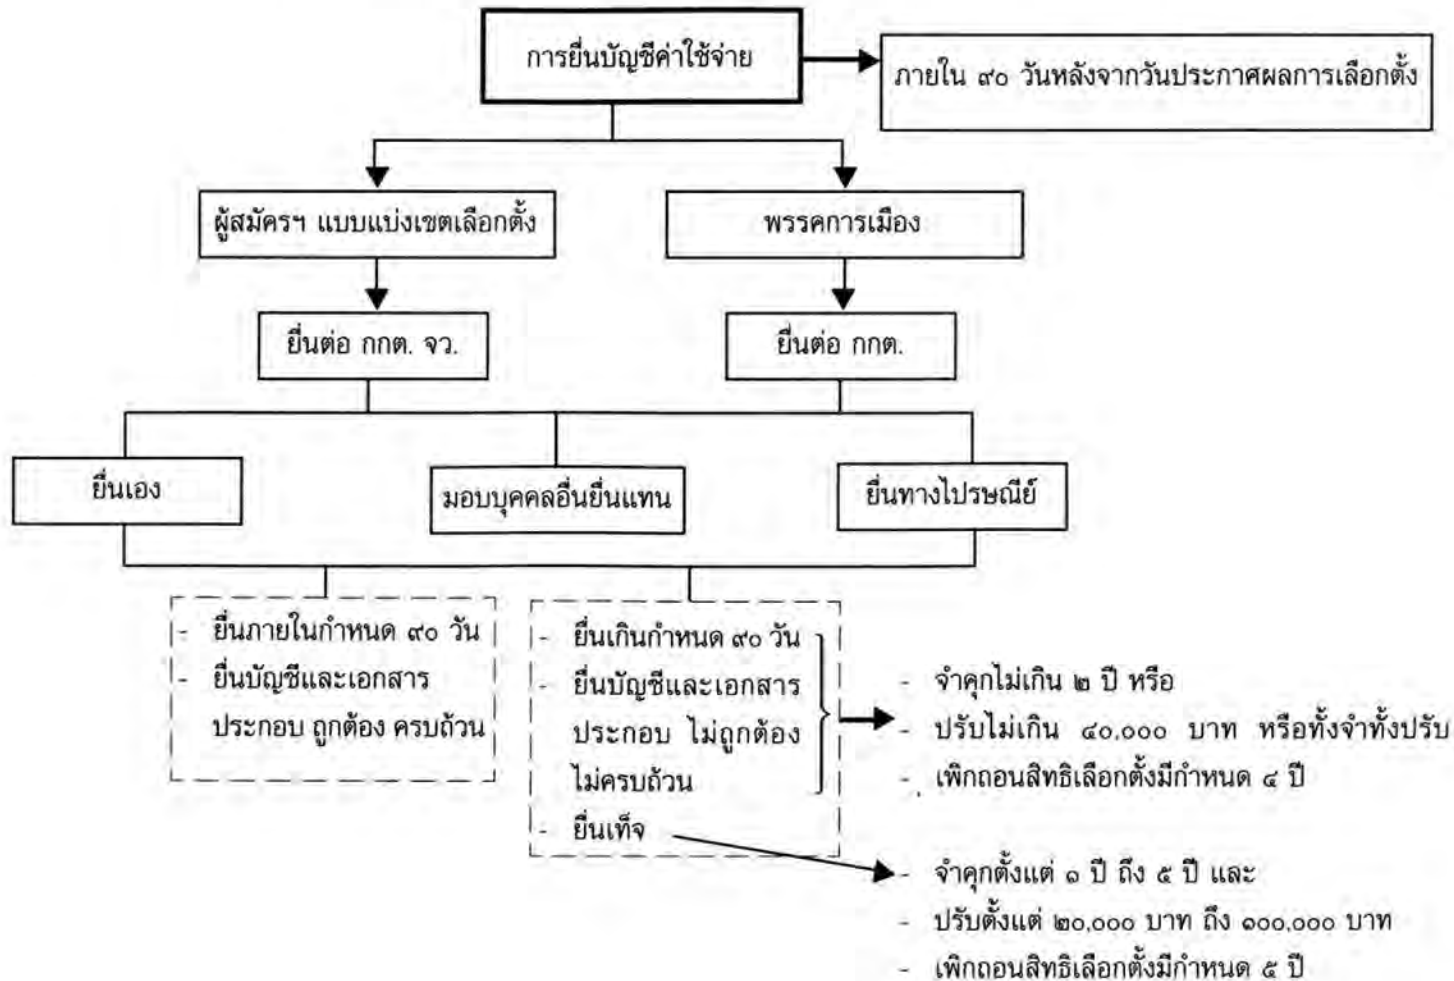 การยื่นบัญชีค่าใช้จ่าย
ภายใน ๙๐ วันหลังจากวันประกาศผลการเลือกตั้ง
ผู้สมัครฯ แบบแบ่งเขตเลือกตั้ง
พรรคการเมือง
ยื่นต่อ กกต. จว.
ยื่นต่อ กกต.
ยื่นเอง
มอบบุคคลอื่นยื่นแทน
ยื่นทางไปรษณีย์
- ยื่นภายในกำหนด ๙๐ วัน
- ยื่นบัญชีและเอกสาร
ประกอบ ถูกต้อง ครบถ้วน
- ยื่นเกินกำหนด ๙๐ วัน
- ยื่นบัญชีและเอกสาร
ประกอบ ไม่ถูกต้อง
ไม่ครบถ้วน
- ยื่นเท็จ
- จำคุกไม่เกิน ๒ ปี หรือ
- ปรับไม่เกิน ๔๐,๐๐๐ บาท หรือทั้งจำทั้งปรับ
- เพิกถอนสิทธิเลือกตั้งมีกำหนด ๔ ปี
- จำคุกตั้งแต่ ๑ ปี ถึง ๕ ปี และ
- ปรับตั้งแต่ ๒๐,๐๐๐ บาท ถึง ๑๐๐,๐๐๐ บาท
- เพิกถอนสิทธิเลือกตั้งมีกำหนด ๕ ปี